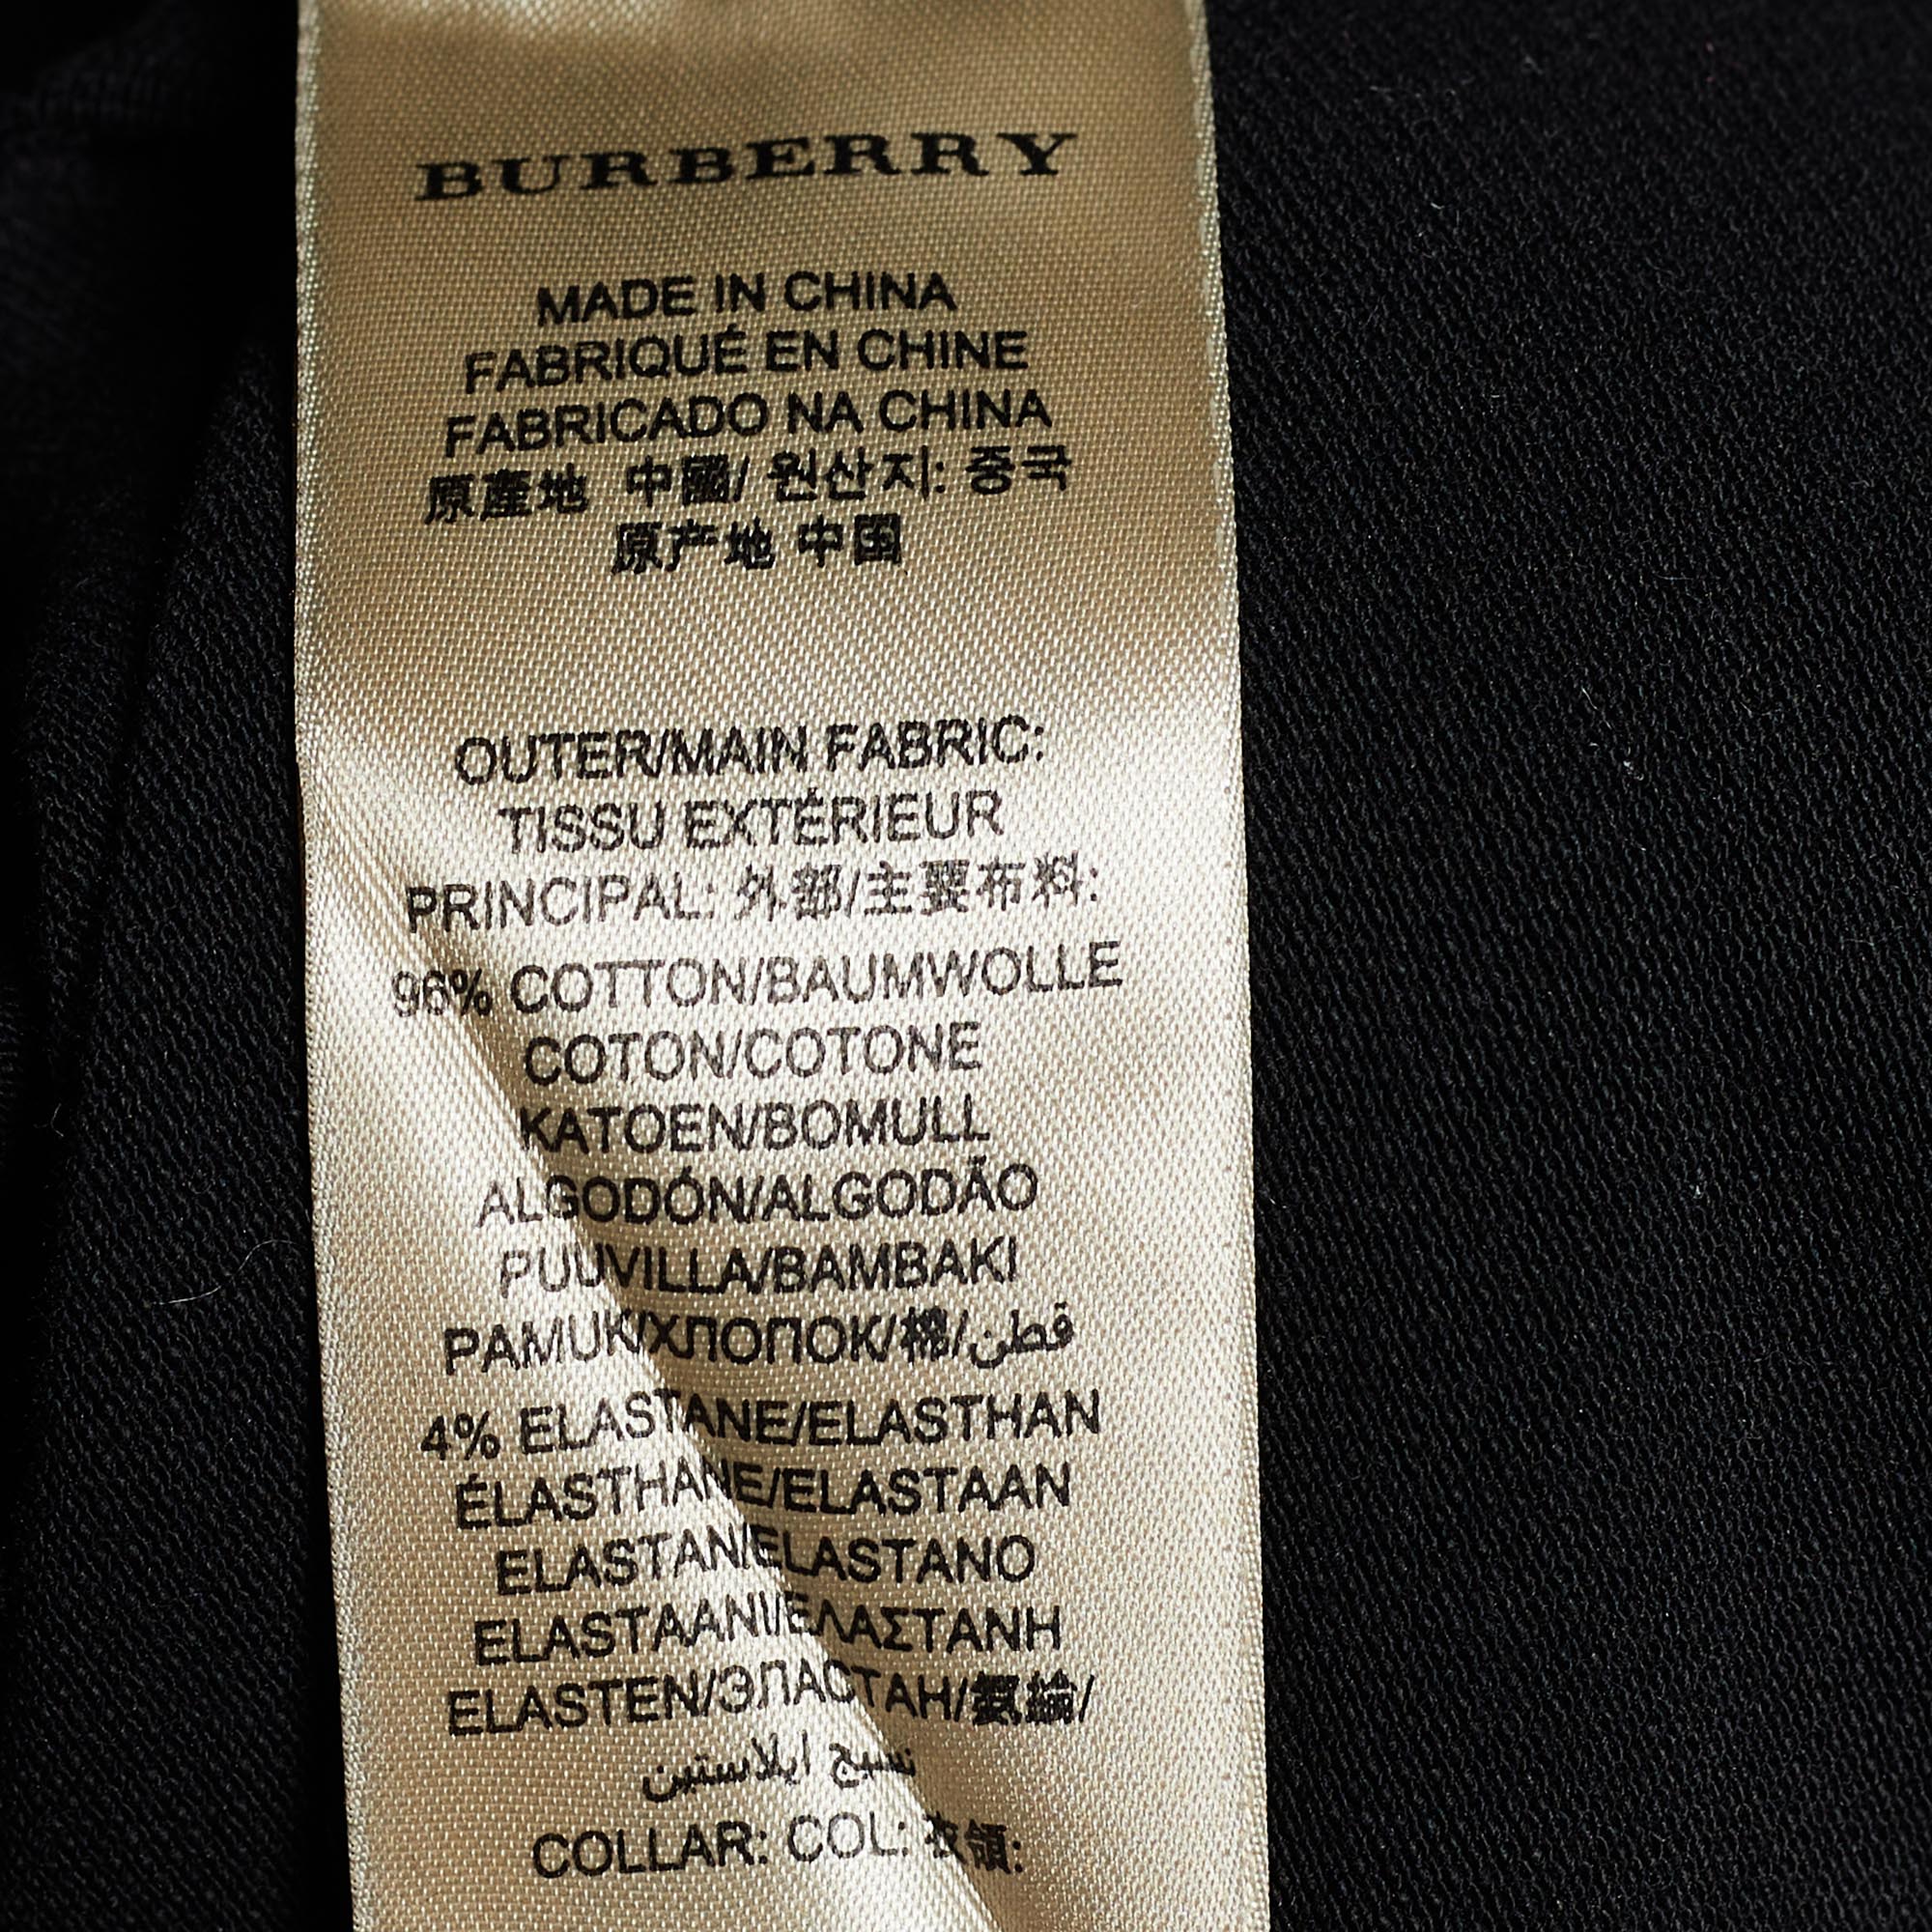 BURBERRY
MADE IN CHINA
FABRIQUÉ EN CHINE
FABRICADO NA CHINA
原產地 中國/ 원산지: 중국
原产地 中国
OUTER/MAIN FABRIC:
TISSU EXTÉRIEUR
PRINCIPAL: 外部/主要布料:
96% COTTON/BAUMWOLLE
COTON/COTONE
KATOEN/BOMULL
ALGODÓN/ALGODÃO
PUUVILLA/BAMBAKI
PAMUK/ХЛОПОК/棉/قطن
4% ELASTANE/ELASTHAN
ÉLASTHANE/ELASTAAN
ELASTAN/ELASTANO
ELASTAANI/ΕΛΑΣΤΑΝΗ
ELASTEN/ЭЛАСТАН/氨綸/
نسيج ايلاستين
COLLAR: COL: 衣領: